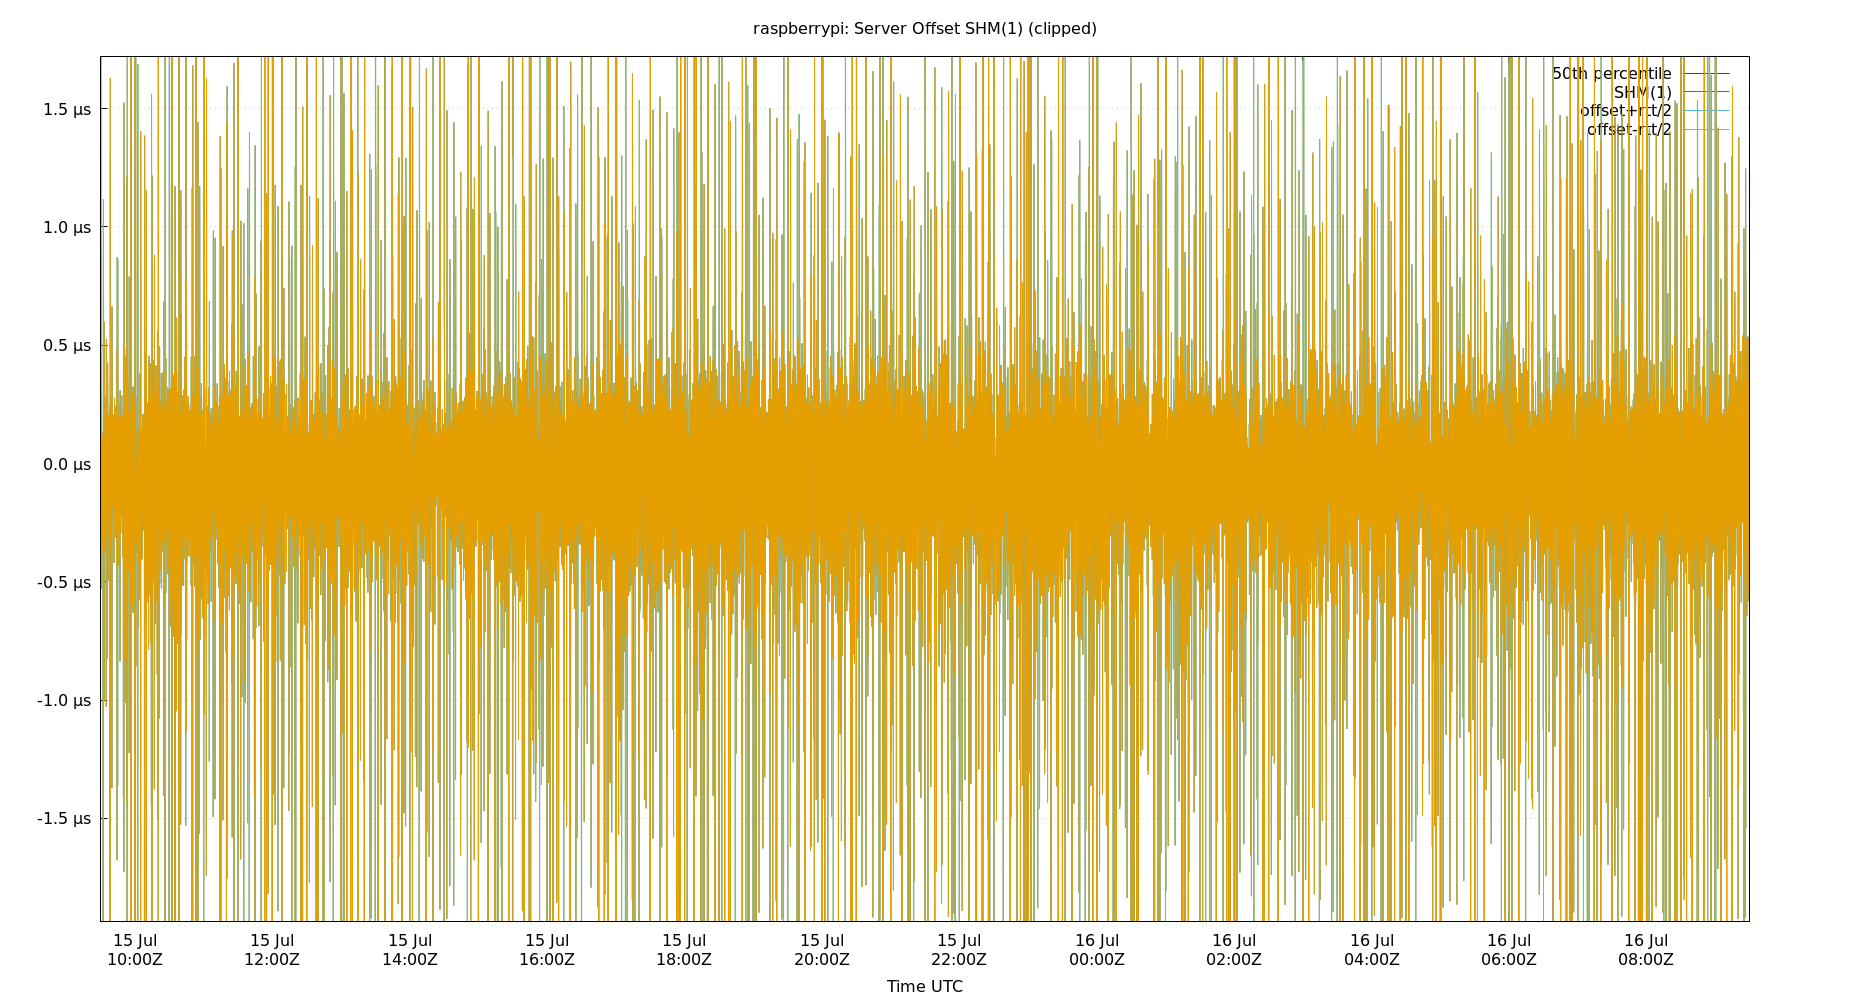 raspberrypi: Server Offset SHM(1) (clipped)
50th percentile
SHM(1)
offset+rtt/2
offset-rtt/2
1.5 µs
1.0 µs
0.5 µs
0.0 µs
-0.5 µs
-1.0 µs
-1.5 µs
15 Jul 15 Jul 15 Jul 15 Jul 15 Jul 15 Jul 15 Jul 16 Jul 16 Jul 16 Jul 16 Jul 16 Jul
10:00Z 12:00Z 14:00Z 16:00Z 18:00Z 20:00Z 22:00Z 00:00Z 02:00Z 04:00Z 06:00Z 08:00Z
Time UTC